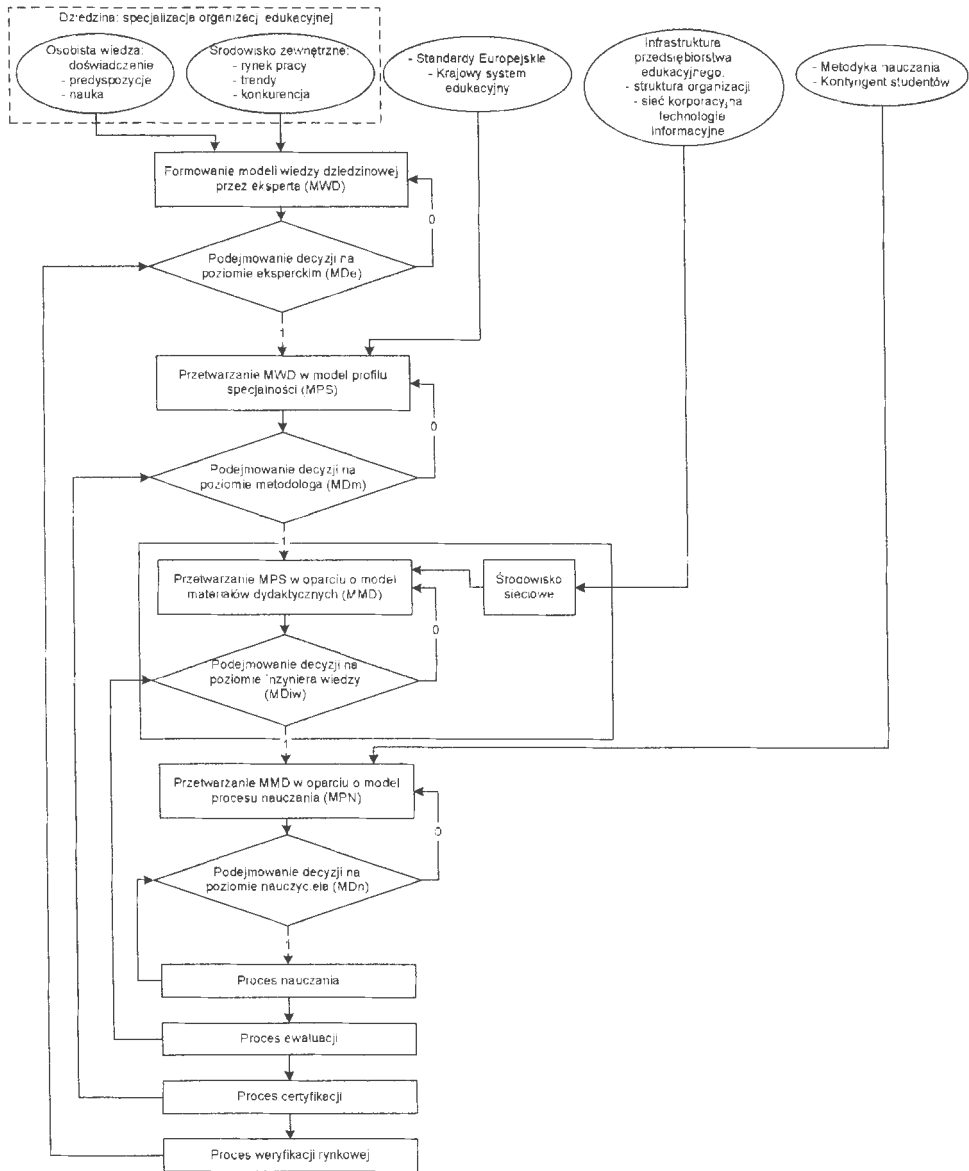 Dziedzina: specjalizacja organizacji edukacyjnej
Osobista wiedza:
doświadczenie
- predyspozycje
- nauka
Środowisko zewnętrzne:
- rynek pracy
- trendy
- konkurencja
- Standardy Europejskie
- Krajowy system
edukacyjny
Infrastruktura
przedsiębiorstwa
edukacyjnego.
- struktura organizacji
- sieć korporacyjna
technologie
informacyjne
- Metodyka nauczania
- Kontyngent studentów
Formowanie modeli wiedzy dziedzinowej
przez eksperta (MWD)
0
Podejmowanie decyzji na
poziomie eksperckim (MDe)
1
Przetwarzanie MWD w model profilu
specjalności (MPS)
0
Podejmowanie decyzji na
poziomie metodologa (MDm)
1
Przetwarzanie MPS w oparciu o model
materiałów dydaktycznych (MMD)
Środowisko
sieciowe
0
Podejmowanie decyzji na
poziomie inżyniera wiedzy
(MDiw)
1
Przetwarzanie MMD w oparciu o model
procesu nauczania (MPN)
0
Podejmowanie decyzji na
poziomie nauczyciela (MDn)
1
Proces nauczania
Proces ewaluacji
Proces certyfikacji
Proces weryfikacji rynkowej